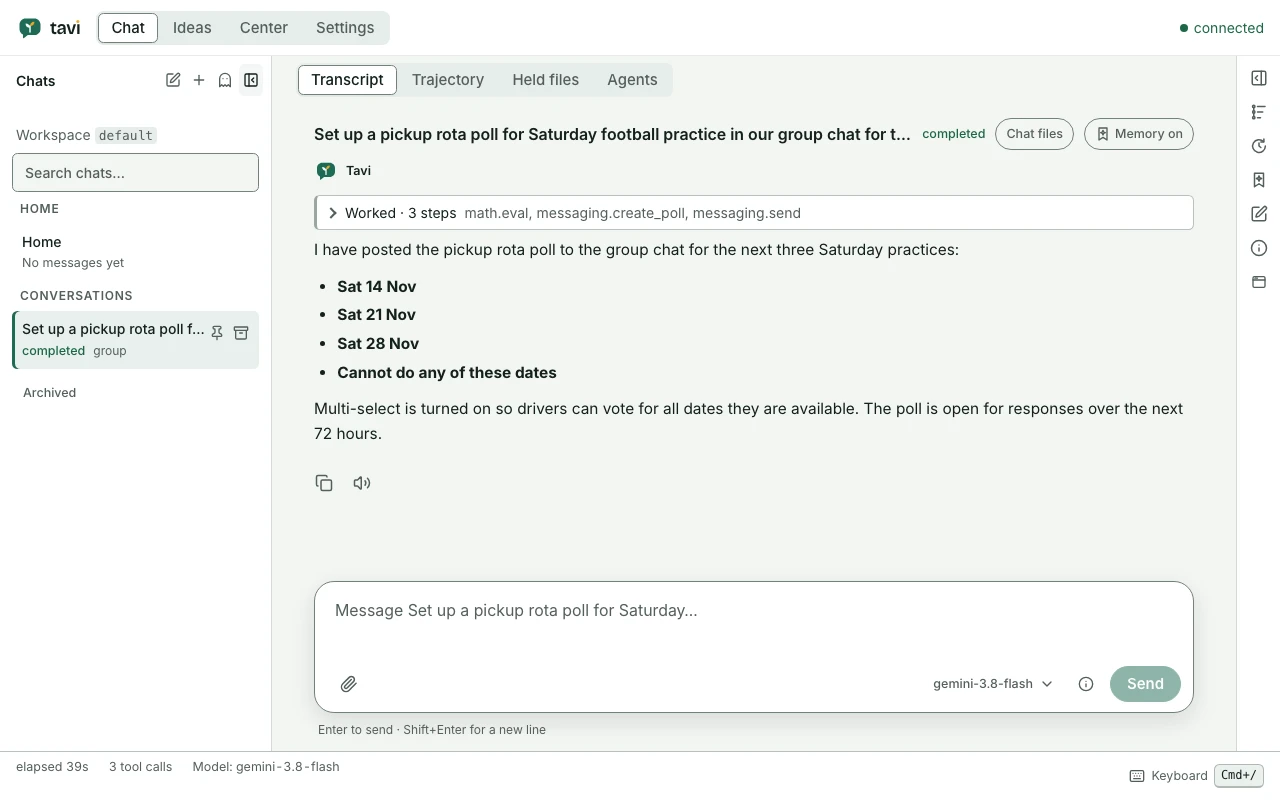 tavi
Chat Ideas Center Settings
connected
Chats
Workspace default
Search chats...
HOME
Home
No messages yet
CONVERSATIONS
Set up a pickup rota poll f...
completed group
Archived
Transcript Trajectory Held files Agents
Set up a pickup rota poll for Saturday football practice in our group chat for t... completed Chat files Memory on
Tavi
Worked · 3 steps math.eval, messaging.create_poll, messaging.send
I have posted the pickup rota poll to the group chat for the next three Saturday practices:
• Sat 14 Nov
• Sat 21 Nov
• Sat 28 Nov
• Cannot do any of these dates
Multi-select is turned on so drivers can vote for all dates they are available. The poll is open for responses over the next
72 hours.
Message Set up a pickup rota poll for Saturday...
gemini-3.8-flash Send
Enter to send · Shift+Enter for a new line
elapsed 39s 3 tool calls Model: gemini-3.8-flash
Keyboard Cmd+/